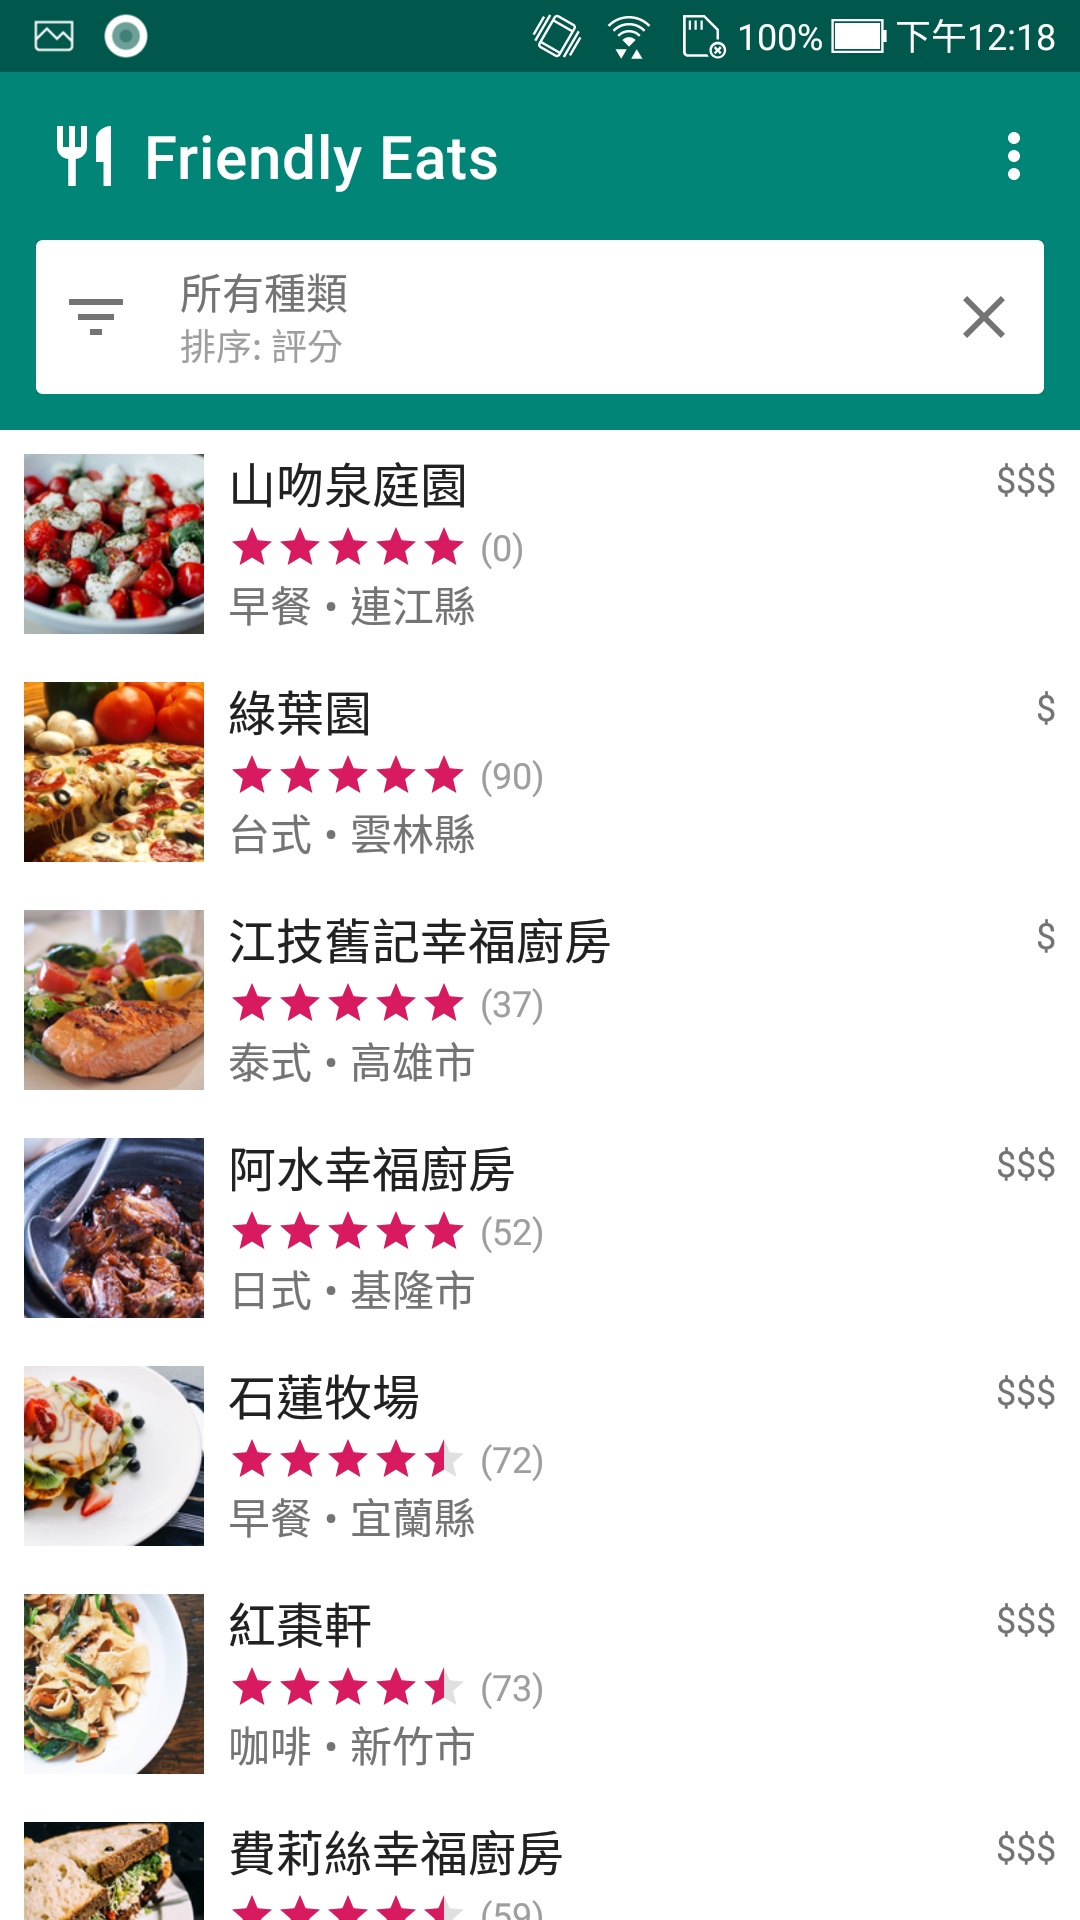 100% 下午12:18
Friendly Eats
所有種類
排序: 評分
山吻泉庭園 $$$
(0)
早餐 • 連江縣
綠葉園 $
(90)
台式 • 雲林縣
江技舊記幸福廚房 $
(37)
泰式 • 高雄市
阿水幸福廚房 $$$
(52)
日式 • 基隆市
石蓮牧場 $$$
(72)
早餐 • 宜蘭縣
紅棗軒 $$$
(73)
咖啡 • 新竹市
費莉絲幸福廚房 $$$
(59)